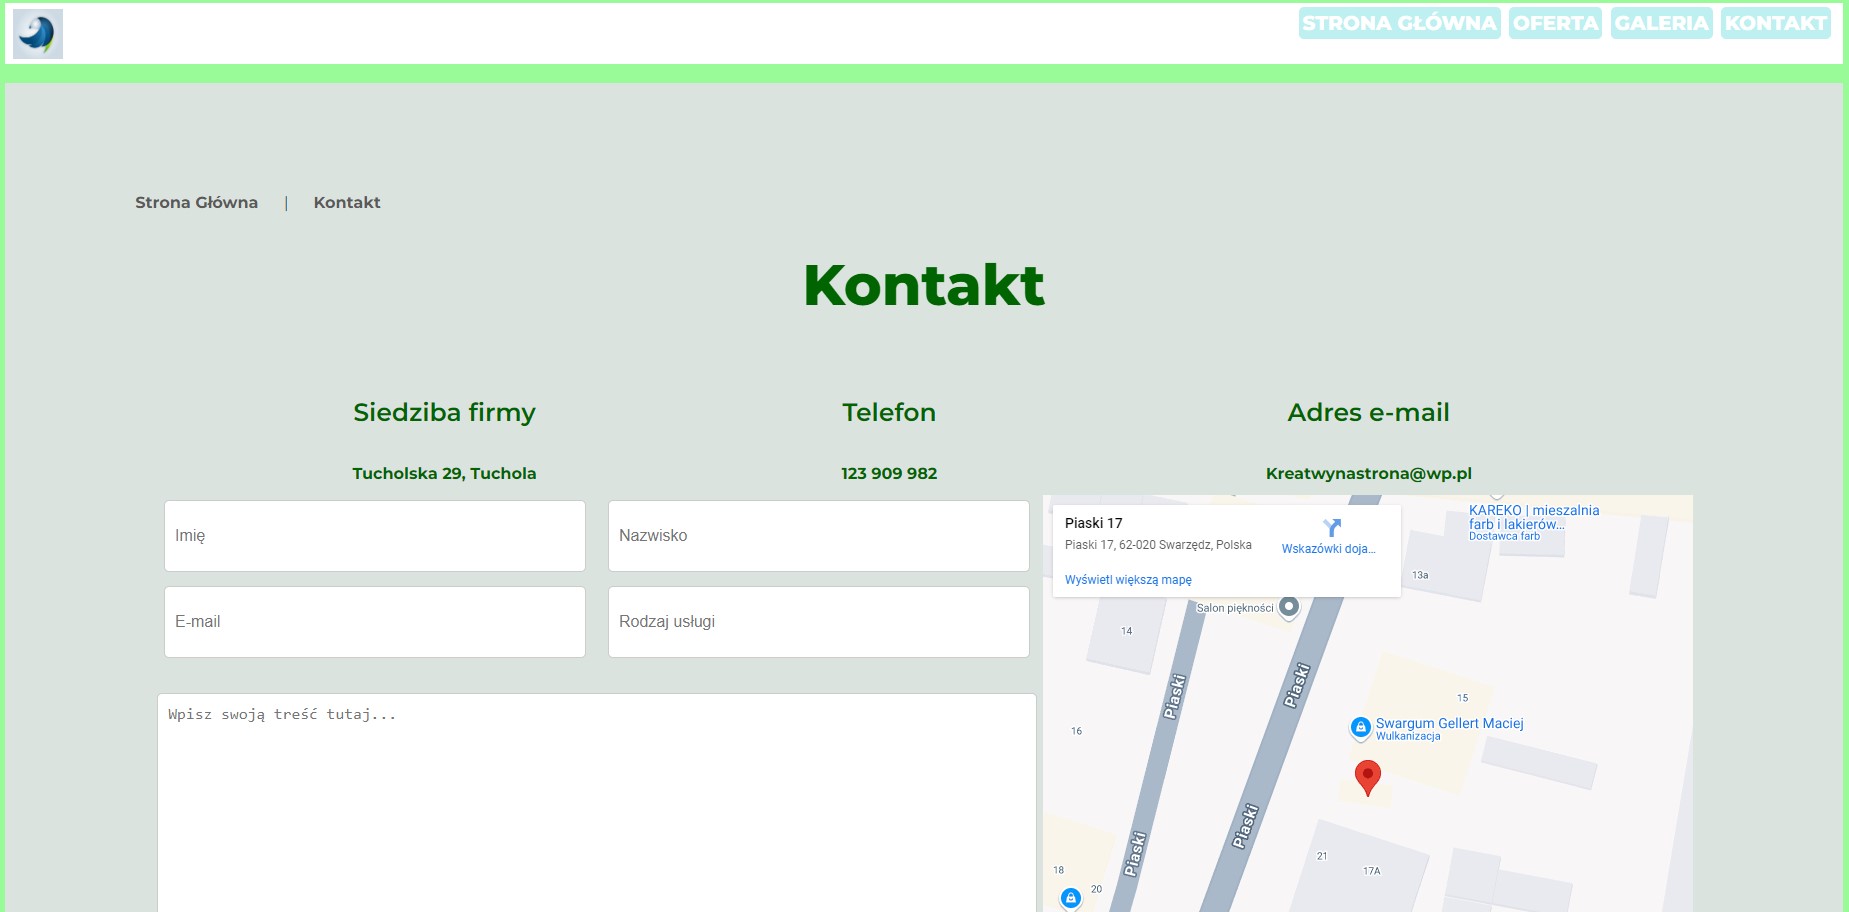 STRONA GŁÓWNA OFERTA GALERIA KONTAKT
Strona Główna | Kontakt
Kontakt
Siedziba firmy Telefon Adres e-mail
Tucholska 29, Tuchola 123 909 982 Kreatwynastrona@wp.pl
Imię
Nazwisko
E-mail
Rodzaj usługi
Wpisz swoją treść tutaj...
Piaski 17
Piaski 17, 62-020 Swarzędz, Polska
Wskazówki doja...
Wyświetl większą mapę
KAREKO | mieszalnia
farb i lakierów...
Dostawca farb
13a
Salon piękności
14
Piaski
Piaski
15
Swargum Gellert Maciej
Wulkanizacja
16
Piaski
Piaski
21
17A
18
20